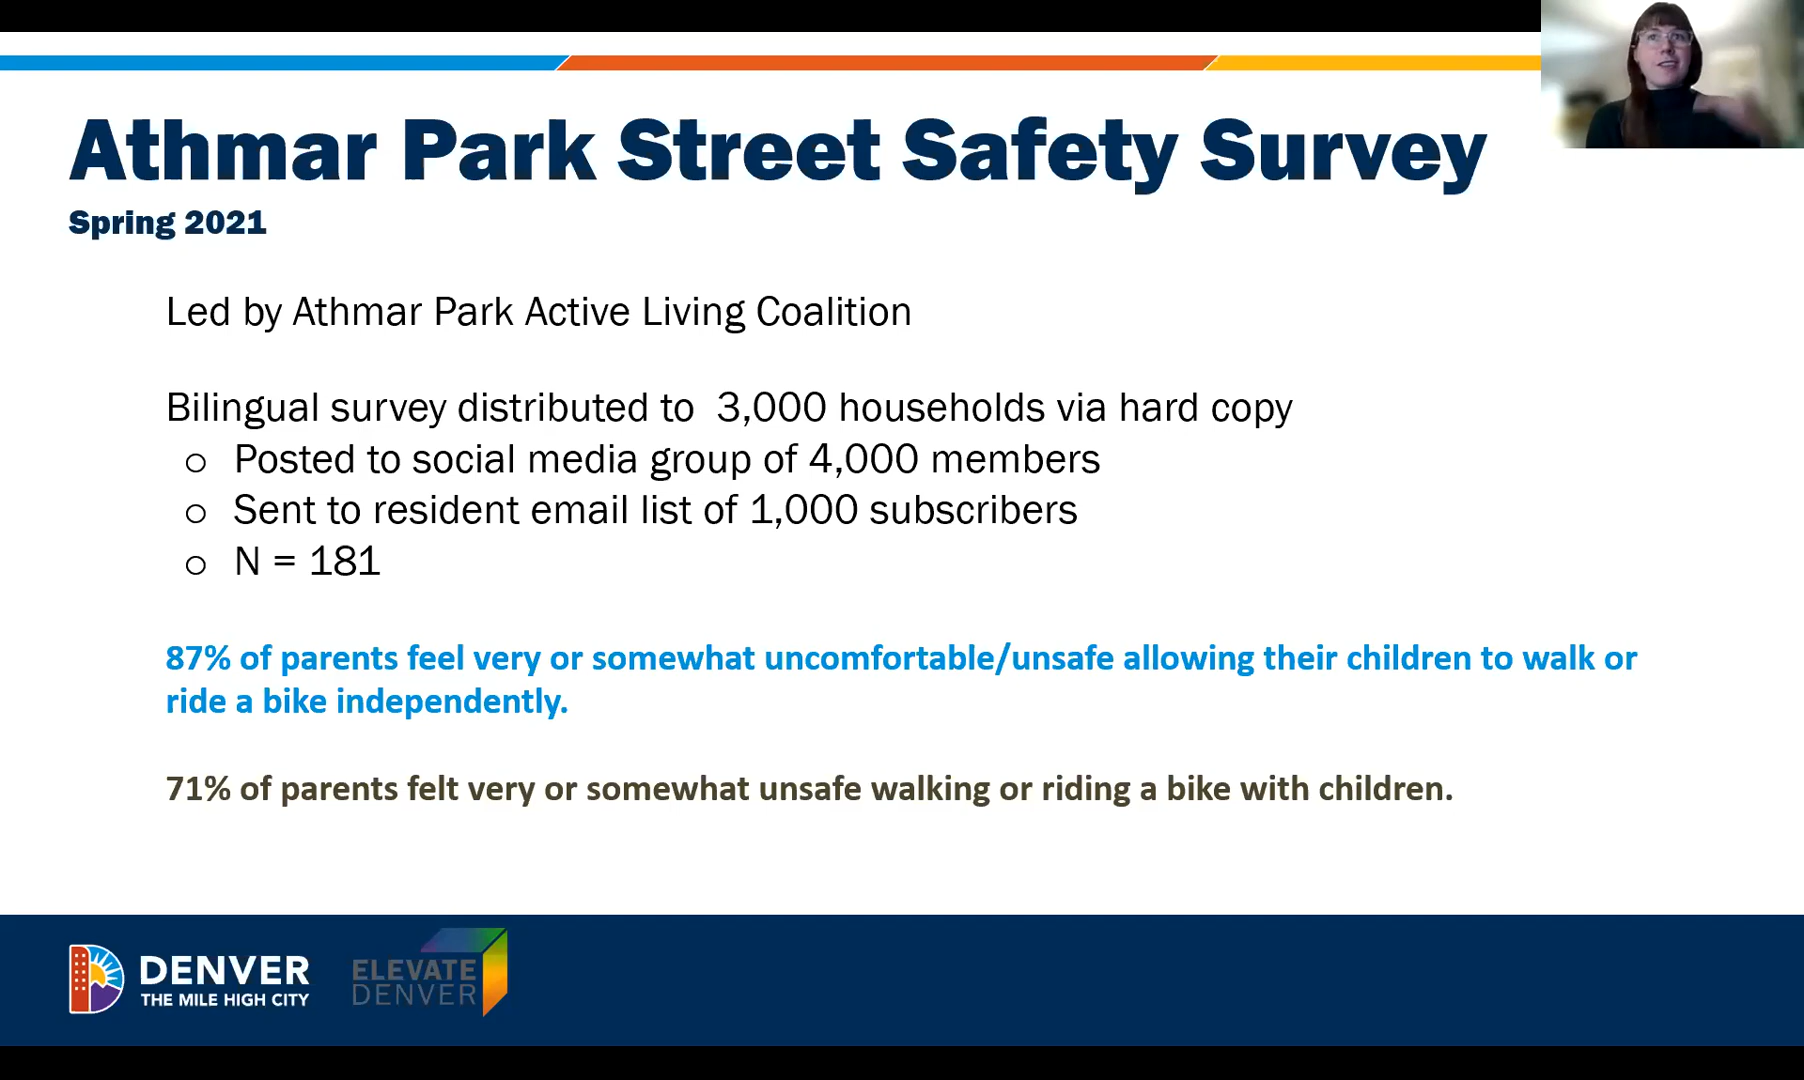 Athmar Park Street Safety Survey
Spring 2021
Led by Athmar Park Active Living Coalition
Bilingual survey distributed to 3,000 households via hard copy
○ Posted to social media group of 4,000 members
○ Sent to resident email list of 1,000 subscribers
○ N = 181
87% of parents feel very or somewhat uncomfortable/unsafe allowing their children to walk or
ride a bike independently.
71% of parents felt very or somewhat unsafe walking or riding a bike with children.
DENVER
THE MILE HIGH CITY
ELEVATE
DENVER